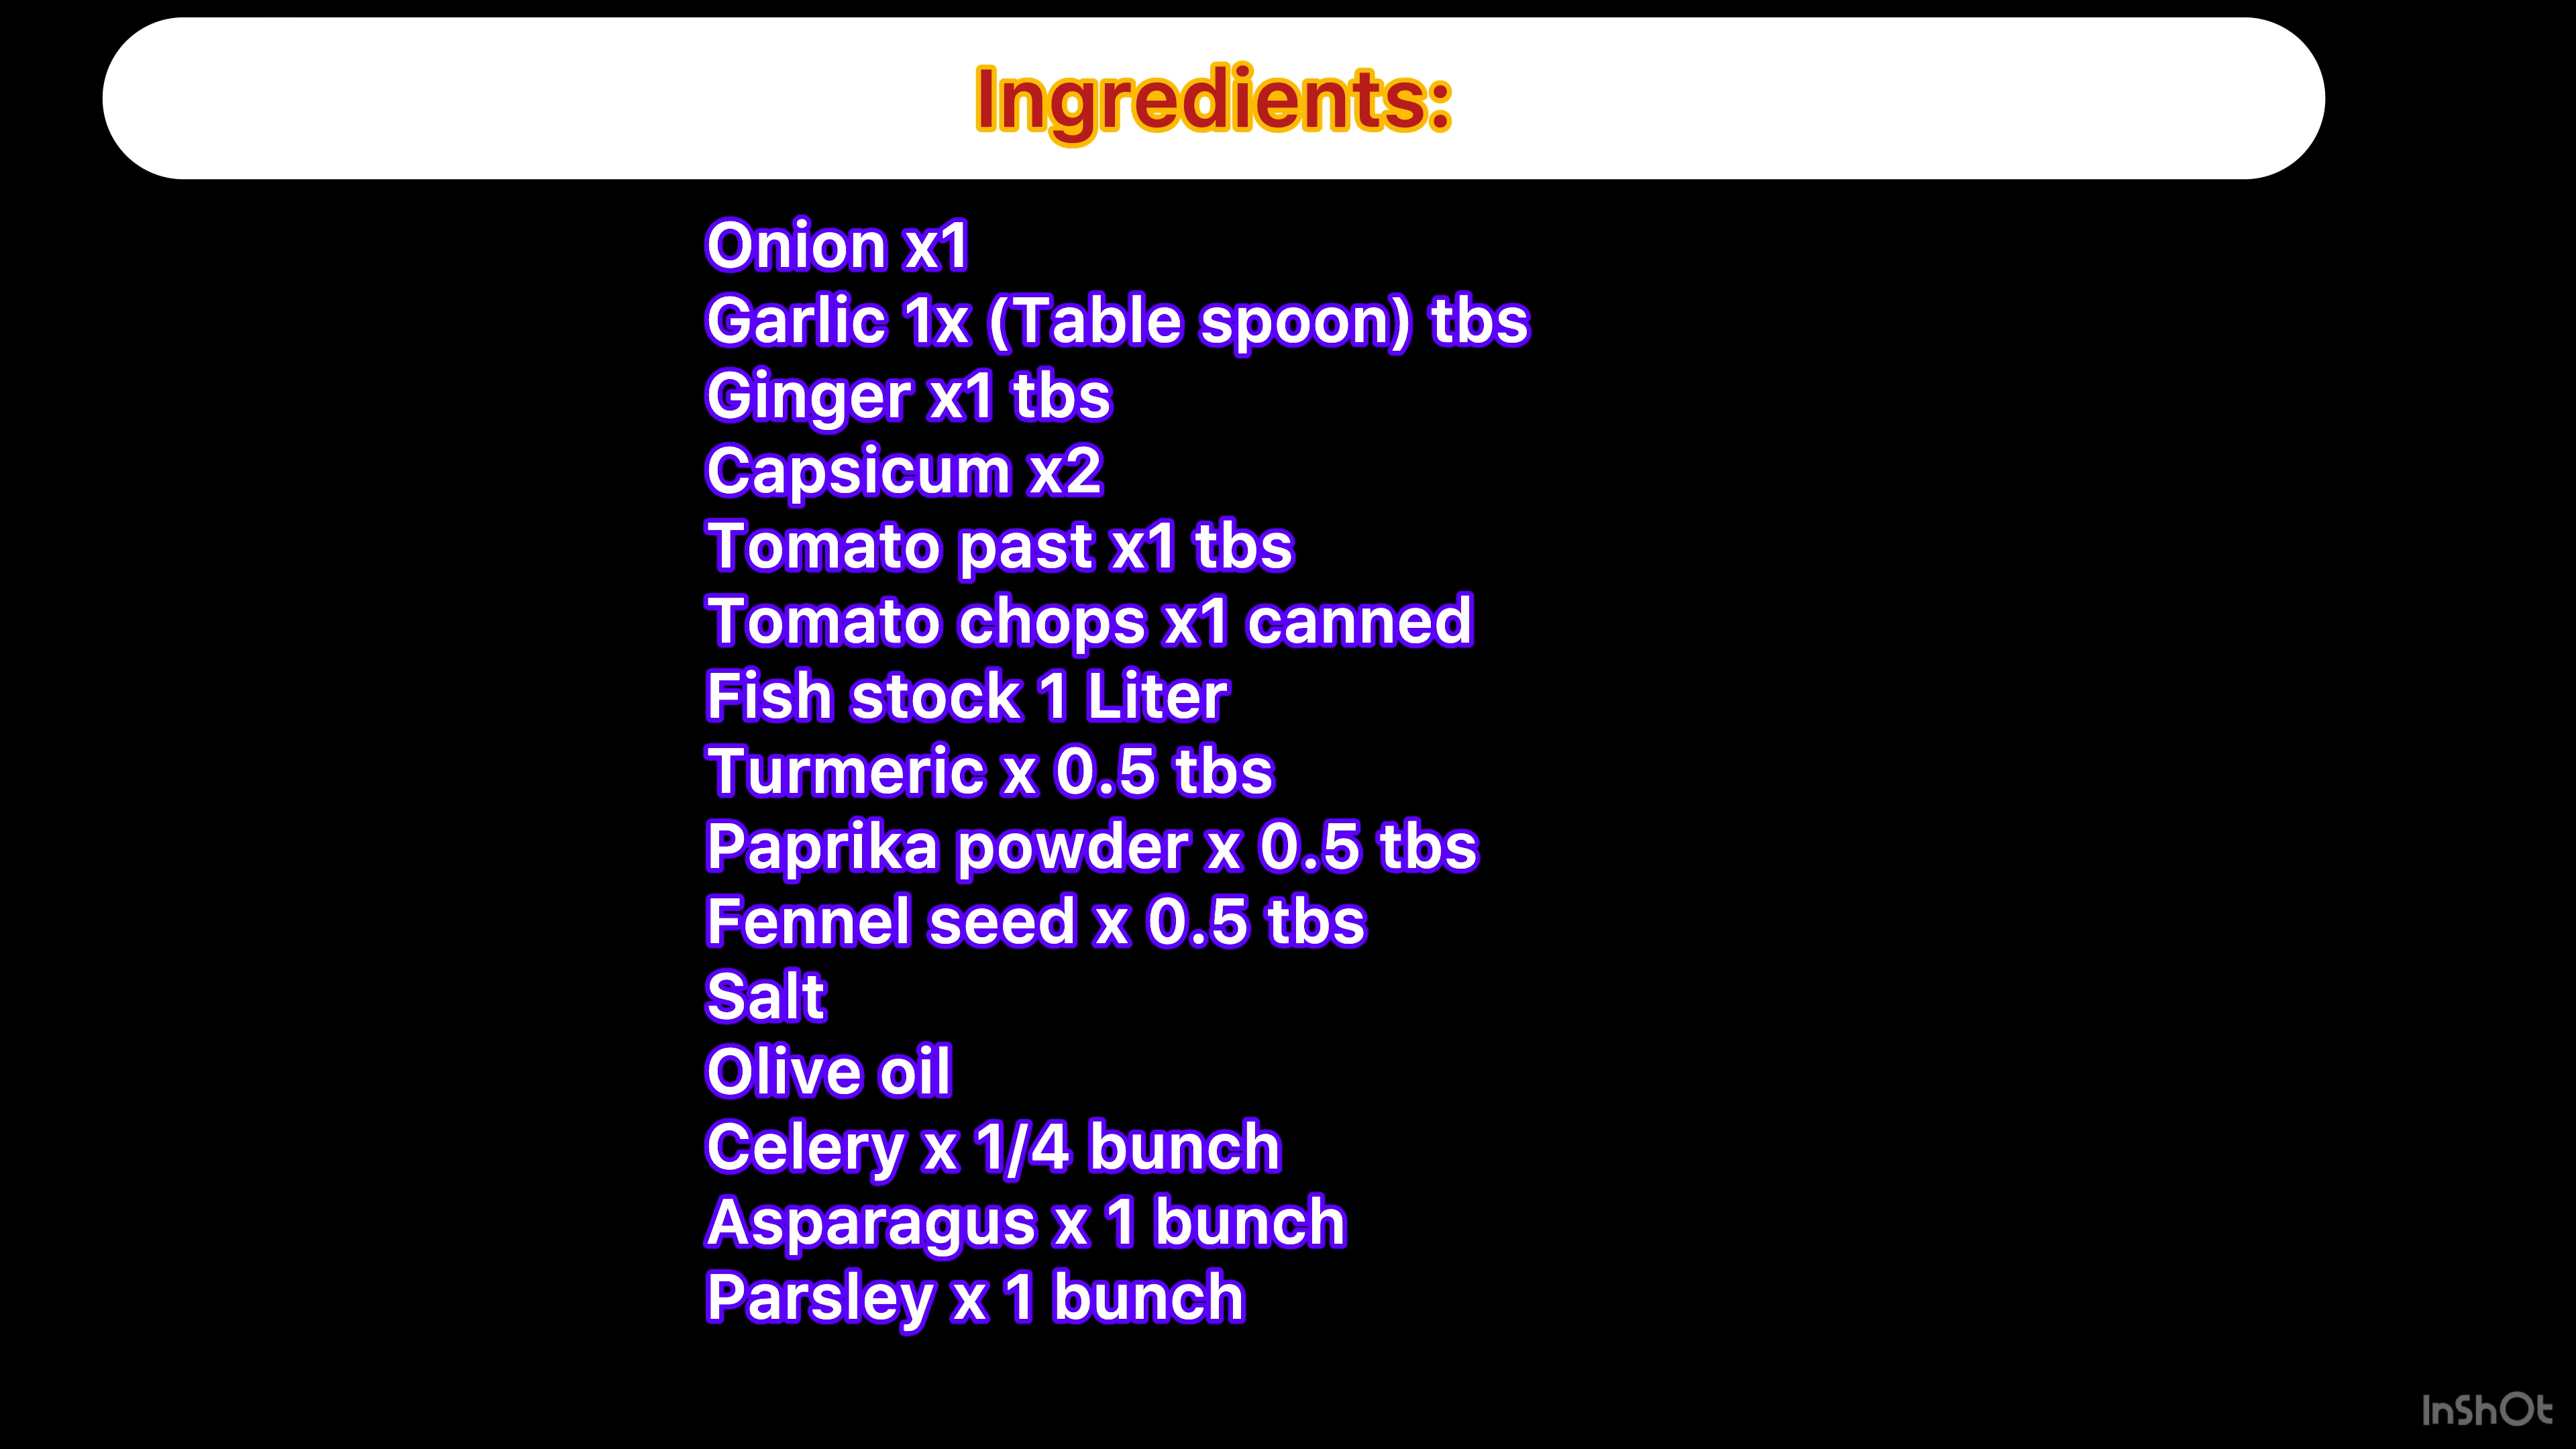 Ingredients:
Onion x1
Garlic 1x (Table spoon) tbs
Ginger x1 tbs
Capsicum x2
Tomato past x1 tbs
Tomato chops x1 canned
Fish stock 1 Liter
Turmeric x 0.5 tbs
Paprika powder x 0.5 tbs
Fennel seed x 0.5 tbs
Salt
Olive oil
Celery x 1/4 bunch
Asparagus x 1 bunch
Parsley x 1 bunch
InShOt